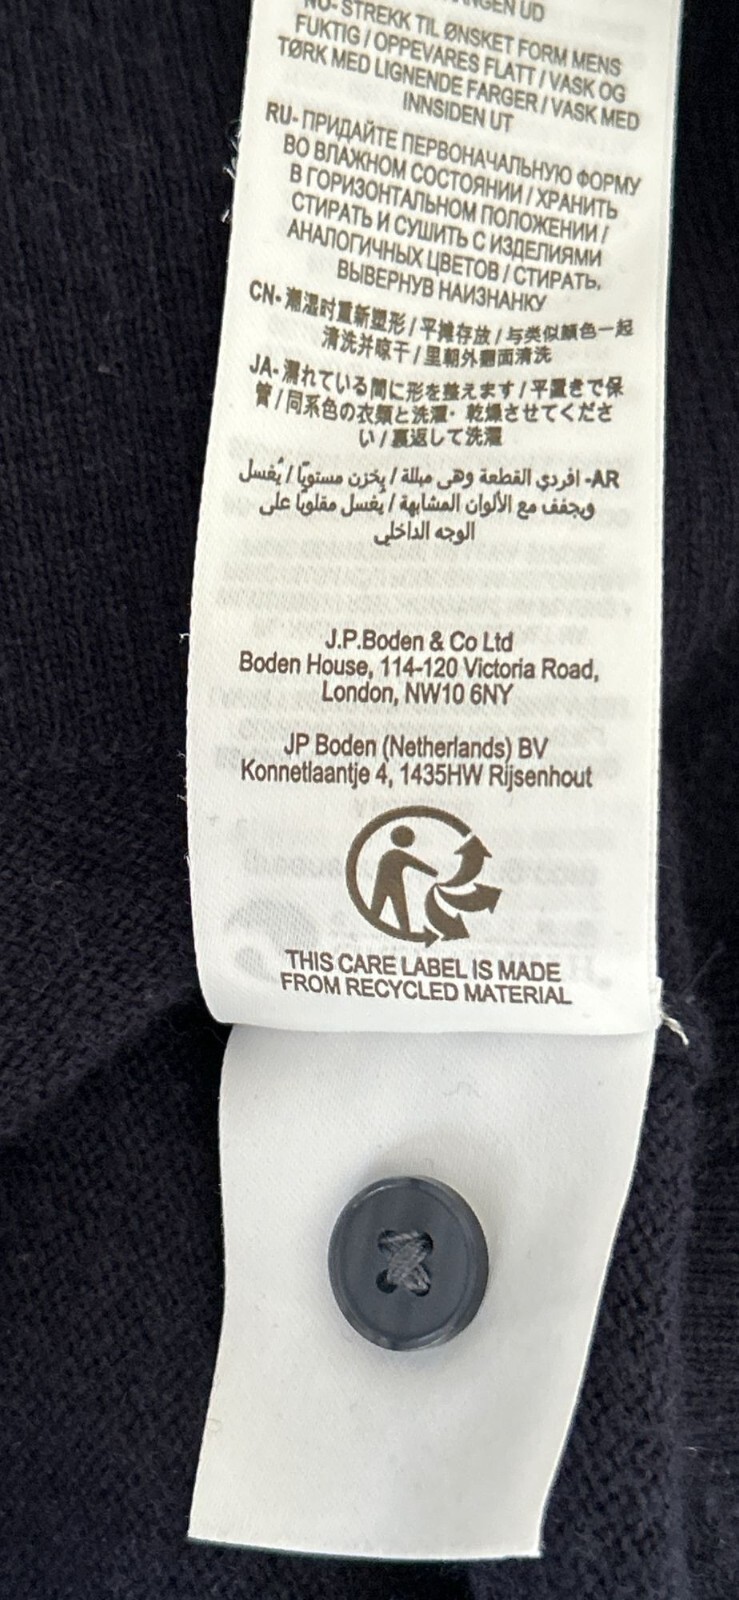 NO- STREKK TIL ØNSKET FORM MENS
FUKTIG / OPPEVARES FLATT / VASK OG
TØRK MED LIGNENDE FARGER / VASK MED
INNSIDEN UT
RU- ПРИДАЙТЕ ПЕРВОНАЧАЛЬНУЮ ФОРМУ
ВО ВЛАЖНОМ СОСТОЯНИИ / ХРАНИТЬ
В ГОРИЗОНТАЛЬНОМ ПОЛОЖЕНИИ /
СТИРАТЬ И СУШИТЬ С ИЗДЕЛИЯМИ
АНАЛОГИЧНЫХ ЦВЕТОВ / СТИРАТЬ,
ВЫВЕРНУВ НАИЗНАНКУ
CN- 潮湿时重新塑形 / 平摊存放 / 与类似颜色一起
清洗并晾干 / 里朝外翻面清洗
JA- 濡れている間に形を整えます / 平置きで保
管 / 同系色の衣類と洗濯・乾燥させてくださ
い / 裏返して洗濯
AR- افردي القطعة وهى مبللة / يخزن مستويًا / يُغسل
ويجفف مع الألوان المشابهة / يغسل مقلوبًا على
الوجه الداخلي
J.P.Boden & Co Ltd
Boden House, 114-120 Victoria Road,
London, NW10 6NY
JP Boden (Netherlands) BV
Konnetlaantje 4, 1435HW Rijsenhout
THIS CARE LABEL IS MADE
FROM RECYCLED MATERIAL